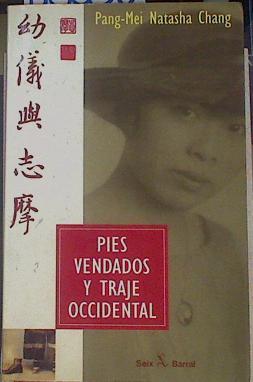 Pang-Mei Natasha Chang
幼儀與志摩
PIES
VENDADOS
Y TRAJE
OCCIDENTAL
Seix Barral